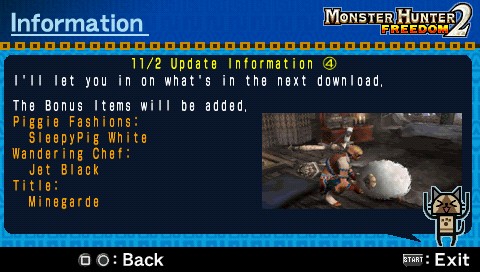 Information
MONSTER HUNTER
FREEDOM 2
11/2 Update Information ④
I'll let you in on what's in the next download.
The Bonus Items will be added.
Piggie Fashions:
SleepyPig White
Wandering Chef:
Jet Black
Title:
Minegarde
□ ○: Back
START: Exit